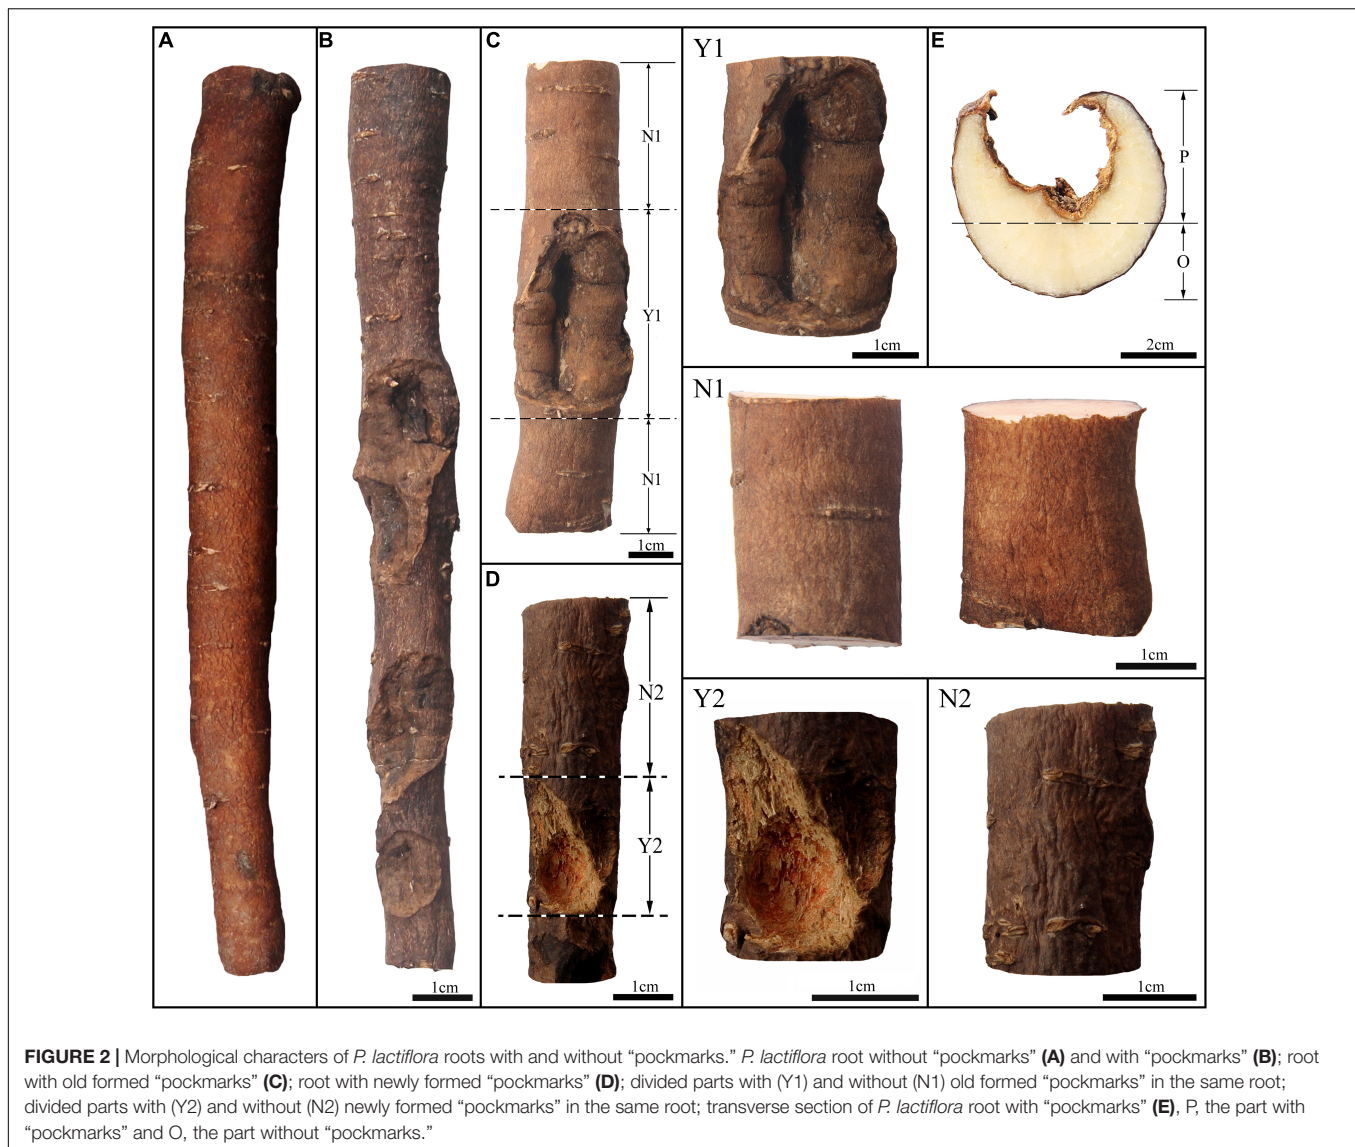 A
B
C
N1
Y1
N1
1cm
Y1
1cm
E
P
O
2cm
N1
1cm
D
N2
Y2
1cm
1cm
Y2
1cm
N2
1cm
FIGURE 2 | Morphological characters of P. lactiflora roots with and without “pockmarks.” P. lactiflora root without “pockmarks” (A) and with “pockmarks” (B); root
with old formed “pockmarks” (C); root with newly formed “pockmarks” (D); divided parts with (Y1) and without (N1) old formed “pockmarks” in the same root;
divided parts with (Y2) and without (N2) newly formed “pockmarks” in the same root; transverse section of P. lactiflora root with “pockmarks” (E), P, the part with
“pockmarks” and O, the part without “pockmarks.”